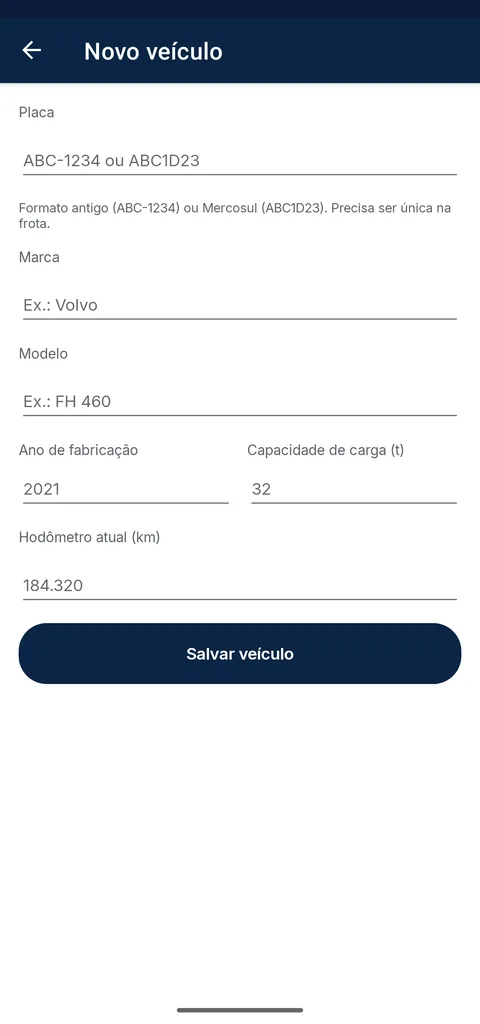 Novo veículo
Placa
ABC-1234 ou ABC1D23
Formato antigo (ABC-1234) ou Mercosul (ABC1D23). Precisa ser única na
frota.
Marca
Ex.: Volvo
Modelo
Ex.: FH 460
Ano de fabricação
Capacidade de carga (t)
2021
32
Hodômetro atual (km)
184.320
Salvar veículo